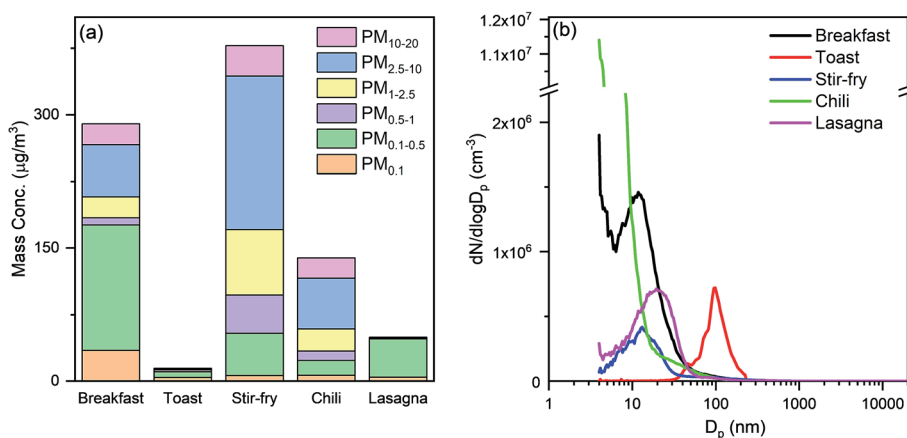 (a)
PM10-20
PM2.5-10
PM1-2.5
PM0.5-1
PM0.1-0.5
PM0.1
Mass Conc. (μg/m³)
300
150
0
Breakfast Toast Stir-fry Chili Lasagna
(b)
Breakfast
Toast
Stir-fry
Chili
Lasagna
dN/dlogDp (cm-3)
1.2x10⁷
1.1x10⁷
2x10⁶
1x10⁶
0
1 10 100 1000 10000
Dp (nm)